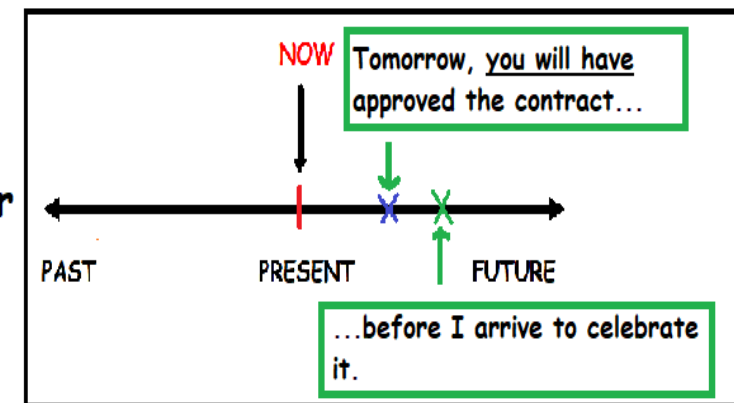 NOW
Tomorrow, you will have
approved the contract...
r
PAST
PRESENT
FUTURE
...before I arrive to celebrate
it.